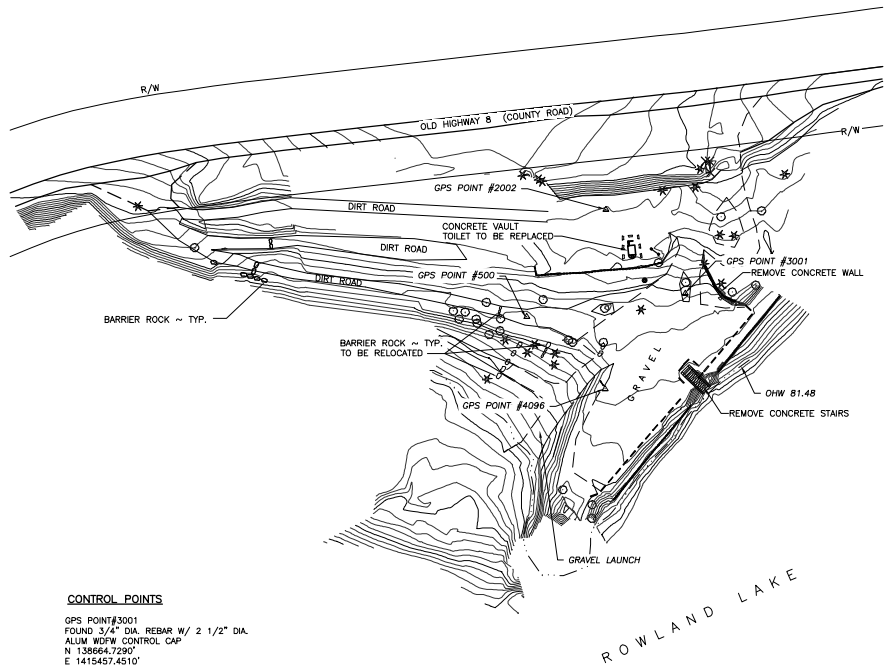 R/W
OLD HIGHWAY 8 (COUNTY ROAD)
R/W
GPS POINT #2002
DIRT ROAD
CONCRETE VAULT
TOILET TO BE REPLACED
DIRT ROAD
GPS POINT #3001
REMOVE CONCRETE WALL
DIRT ROAD
GPS POINT #500
BARRIER ROCK ~ TYP.
BARRIER ROCK ~ TYP.
TO BE RELOCATED
GRAVEL
OHW 81.48
GPS POINT #4096
REMOVE CONCRETE STAIRS
GRAVEL LAUNCH
ROWLAND LAKE
CONTROL POINTS
GPS POINT#3001
FOUND 3/4" DIA. REBAR W/ 2 1/2" DIA.
ALUM WDFW CONTROL CAP
N 138664.7290'
E 1415457.4510'